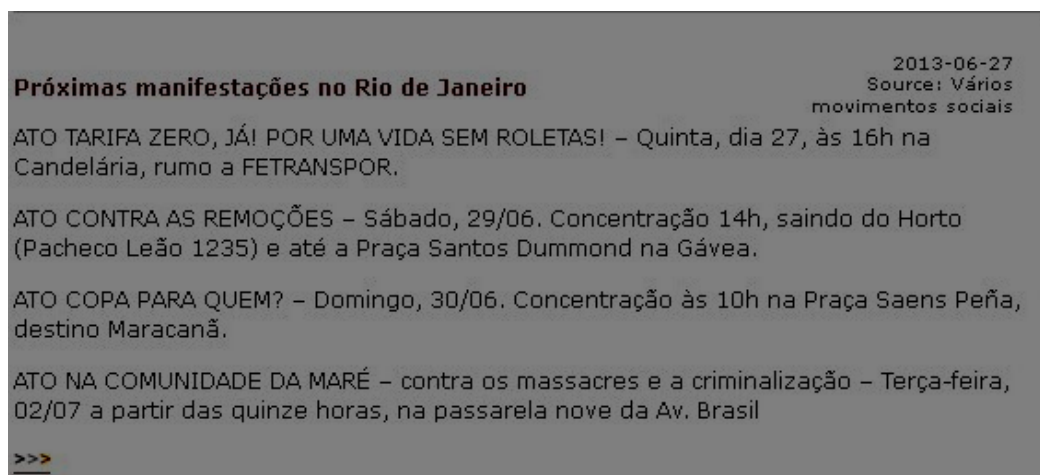 2013-06-27
Source: Vários
movimentos sociais
Próximas manifestações no Rio de Janeiro
ATO TARIFA ZERO, JÁ! POR UMA VIDA SEM ROLETAS! – Quinta, dia 27, às 16h na
Candelária, rumo a FETRANSPOR.
ATO CONTRA AS REMOÇÕES – Sábado, 29/06. Concentração 14h, saindo do Horto
(Pacheco Leão 1235) e até a Praça Santos Dummond na Gávea.
ATO COPA PARA QUEM? – Domingo, 30/06. Concentração às 10h na Praça Saens Peña,
destino Maracanã.
ATO NA COMUNIDADE DA MARÉ – contra os massacres e a criminalização – Terça-feira,
02/07 a partir das quinze horas, na passarela nove da Av. Brasil
>>>